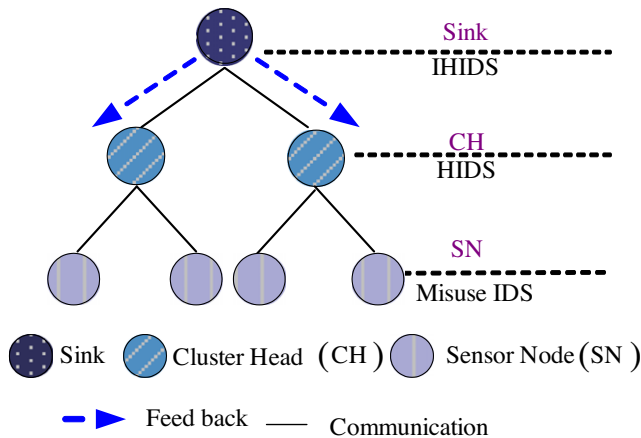 Sink
IHIDS
CH
HIDS
SN
Misuse IDS
Sink Cluster Head (CH) Sensor Node (SN)
Feed back Communication